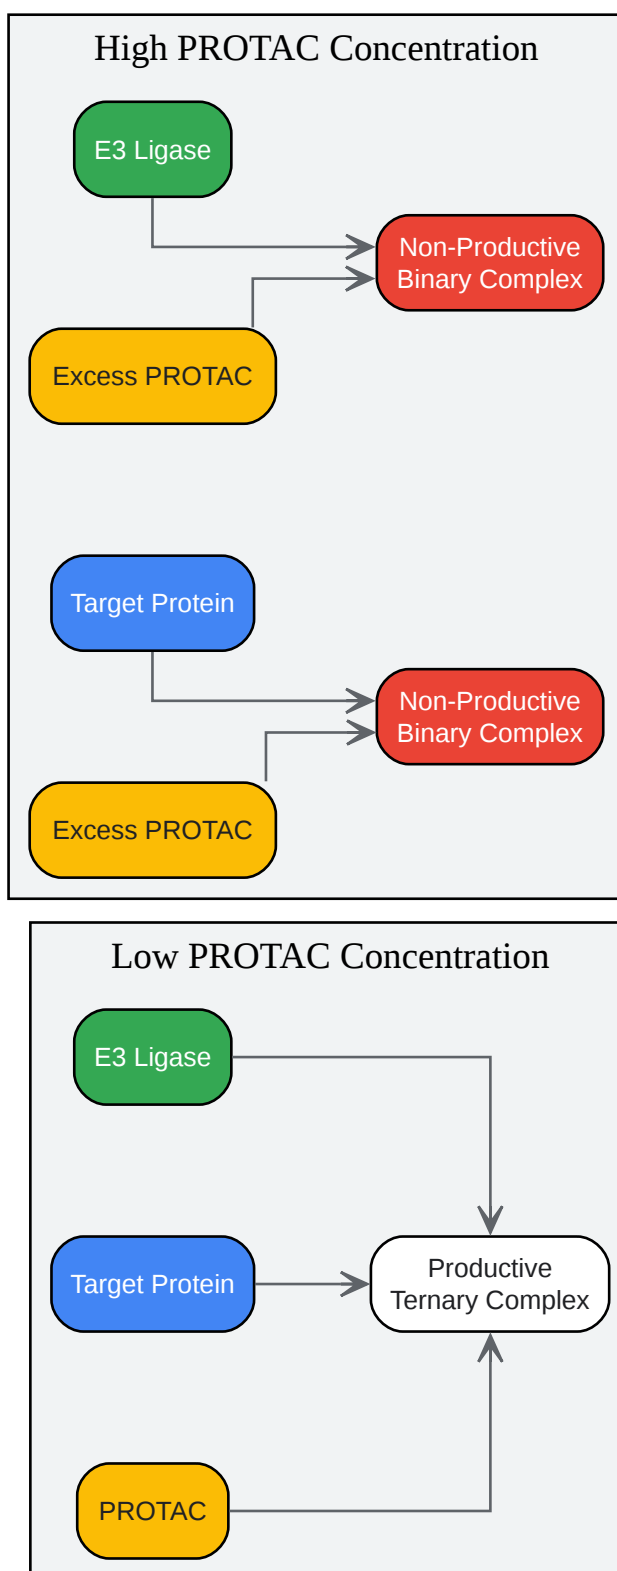 High PROTAC Concentration
E3 Ligase
Non-Productive
Binary Complex
Excess PROTAC
Target Protein
Non-Productive
Binary Complex
Excess PROTAC
Low PROTAC Concentration
E3 Ligase
Target Protein
Productive
Ternary Complex
PROTAC